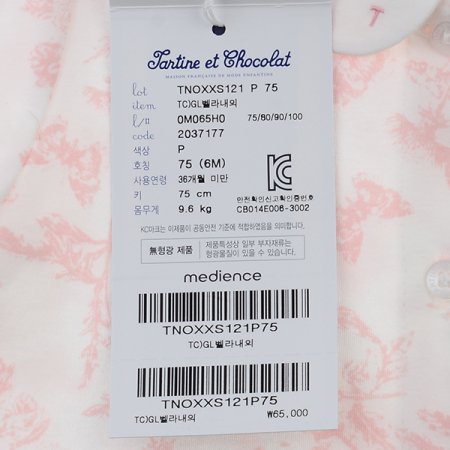 T
Tartine et Chocolat
MAISON FRANÇAISE DE MODE ENFANTINE
lot TNOXXS121 P 75
item TC)GL벨라내의
l/# 0M065H0 75/80/90/100
code 2037177
색상 P
호칭 75 (6M)
사용연령 36개월 미만
키 75 cm
몸무게 9.6 kg
안전확인신고확인증번호
CB014E006-3002
KC마크는 이제품이 공통안전 기준에 적합하였음을 의미합니다.
無형광 제품 제품특성상 일부 부자재류는
형광물질이 있을 수 있습니다.
medience
TNOXXS121P75
TC)GL벨라내의
TNOXXS121P75
TC)GL벨라내의 ₩65,000